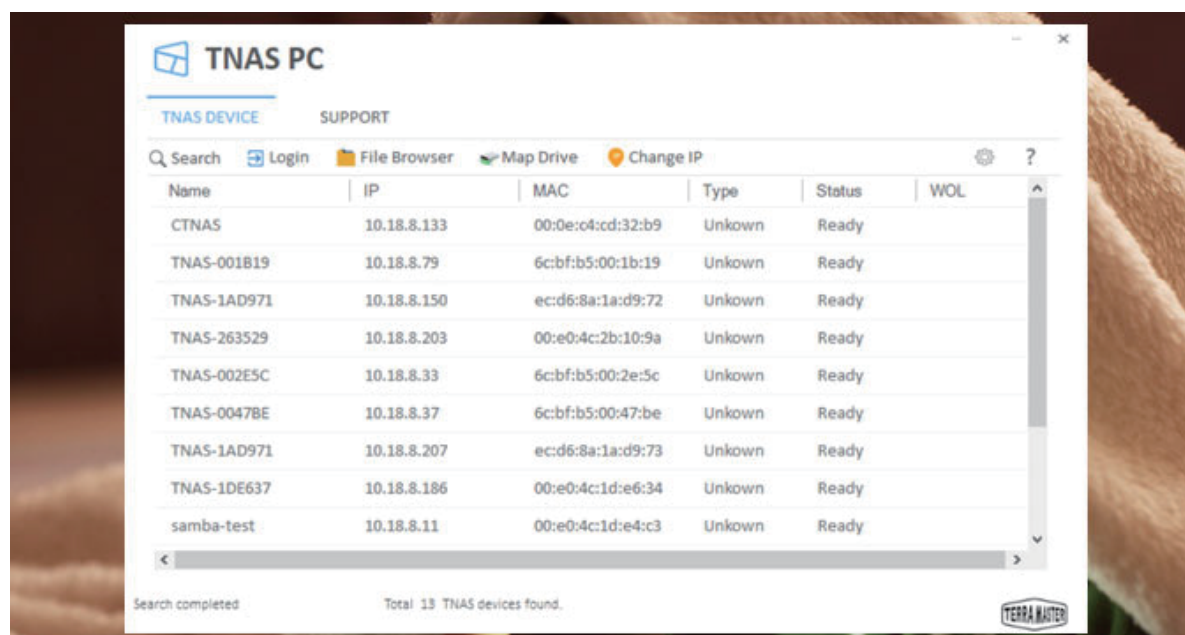 TNAS PC
TNAS DEVICE SUPPORT
Search Login File Browser Map Drive Change IP ?
Name IP MAC Type Status WOL
CTNAS 10.18.8.133 00:0e:c4:cd:32:b9 Unkown Ready
TNAS-001B19 10.18.8.79 6c:bf:b5:00:1b:19 Unkown Ready
TNAS-1AD971 10.18.8.150 ec:d6:8a:1a:d9:72 Unkown Ready
TNAS-263529 10.18.8.203 00:e0:4c:2b:10:9a Unkown Ready
TNAS-002E5C 10.18.8.33 6c:bf:b5:00:2e:5c Unkown Ready
TNAS-0047BE 10.18.8.37 6c:bf:b5:00:47:be Unkown Ready
TNAS-1AD971 10.18.8.207 ec:d6:8a:1a:d9:73 Unkown Ready
TNAS-1DE637 10.18.8.186 00:e0:4c:1d:e6:34 Unkown Ready
samba-test 10.18.8.11 00:e0:4c:1d:e4:c3 Unkown Ready
Search completed Total 13 TNAS devices found.
TERRA MASTER